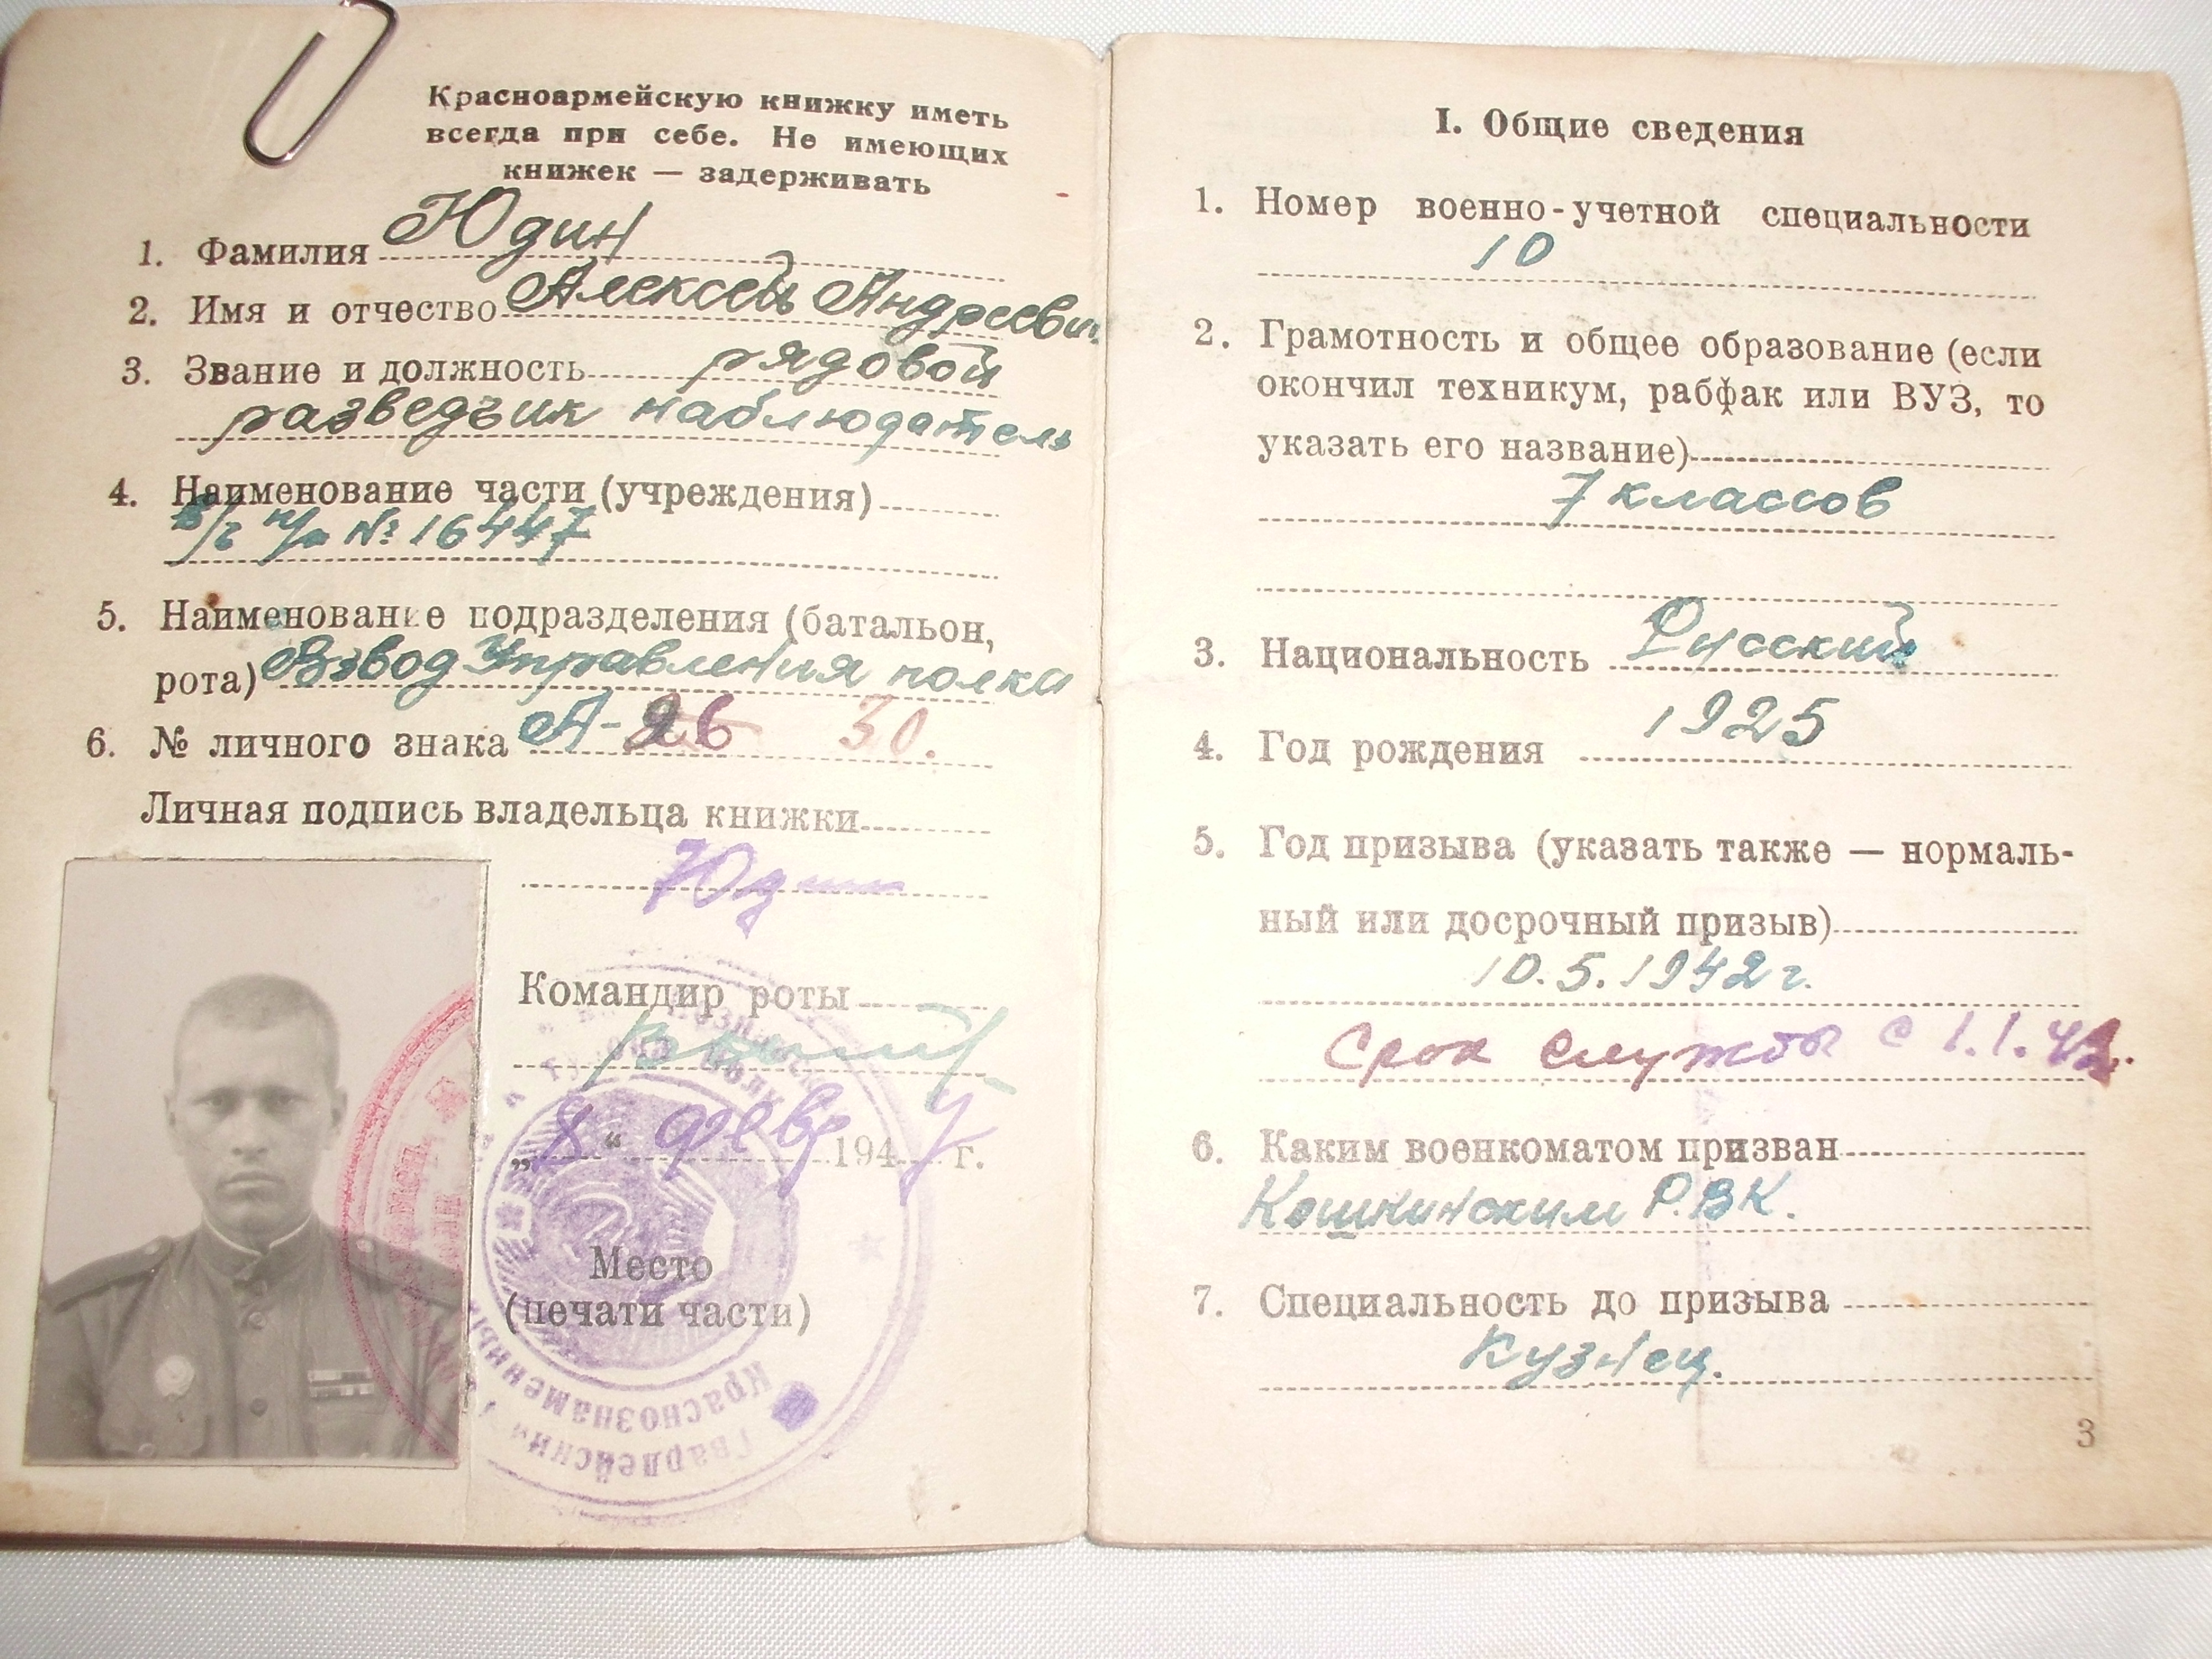 Красноармейскую книжку иметь
всегда при себе. Не имеющих
книжек — задерживать
1. Фамилия Юдин
2. Имя и отчество Алексей Андреевич
3. Звание и должность рядовой
разведчик наблюдатель
4. Наименование части (учреждения)
в/ч п/п № 16447
5. Наименование подразделения (батальон,
рота) Взвод Управления полка
6. № личного знака А-26 30.
Личная подпись владельца книжки
Юдин
Командир роты
„8“ февр 194 г.
Место
(печати части)
Гвардейский
Краснознаменный
I. Общие сведения
1. Номер военно-учетной специальности
10
2. Грамотность и общее образование (если
окончил техникум, рабфак или ВУЗ, то
указать его название)
7 классов
3. Национальность Русский
4. Год рождения 1925
5. Год призыва (указать также — нормаль-
ный или досрочный призыв)
10.5.1942 г.
Срок службы с 1.1.43.
6. Каким военкоматом призван
Кошкинским Р.ВК.
7. Специальность до призыва
Кузнец.
3